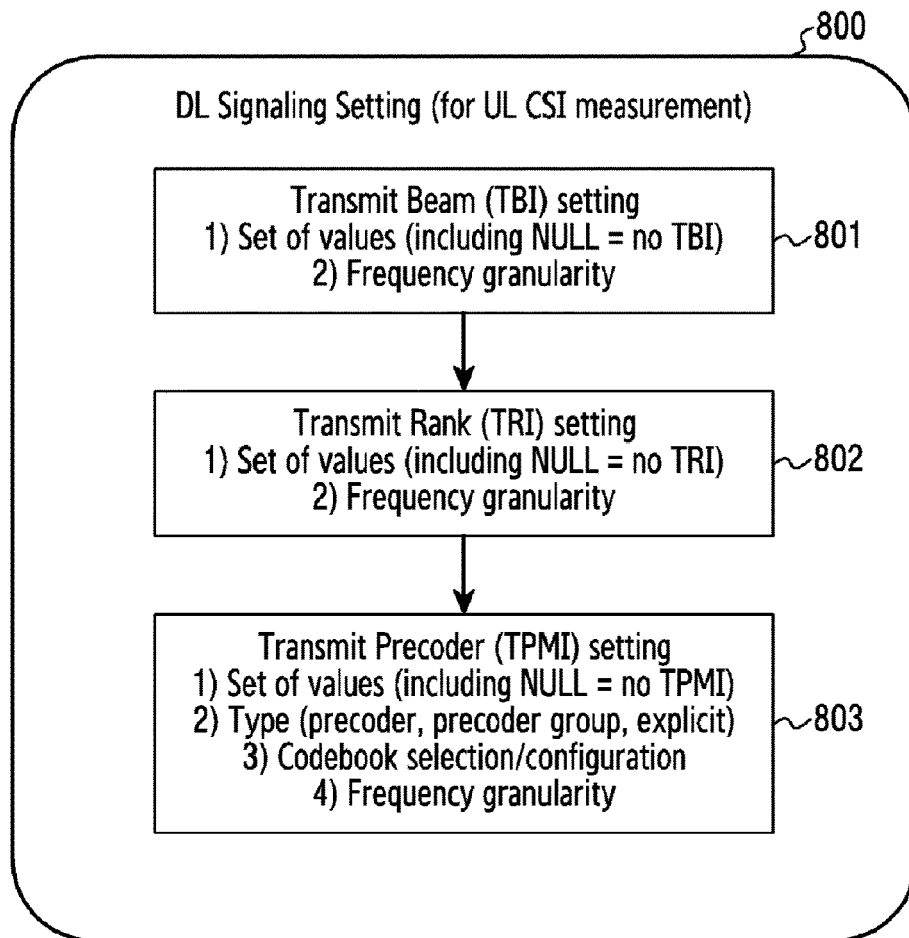 800
DL Signaling Setting (for UL CSI measurement)
Transmit Beam (TBI) setting
1) Set of values (including NULL = no TBI)
2) Frequency granularity
801
Transmit Rank (TRI) setting
1) Set of values (including NULL = no TRI)
2) Frequency granularity
802
Transmit Precoder (TPMI) setting
1) Set of values (including NULL = no TPMI)
2) Type (precoder, precoder group, explicit)
3) Codebook selection/configuration
4) Frequency granularity
803